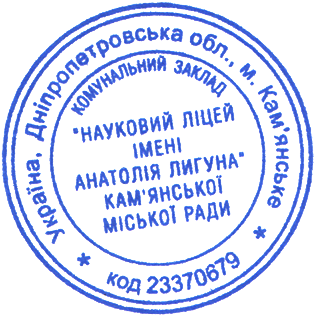 Україна, Дніпропетровська обл., м. Кам'янське
КОМУНАЛЬНИЙ ЗАКЛАД
"НАУКОВИЙ ЛІЦЕЙ
ІМЕНІ
АНАТОЛІЯ ЛИГУНА"
КАМ'ЯНСЬКОЇ
МІСЬКОЇ РАДИ
* код 23370679 *